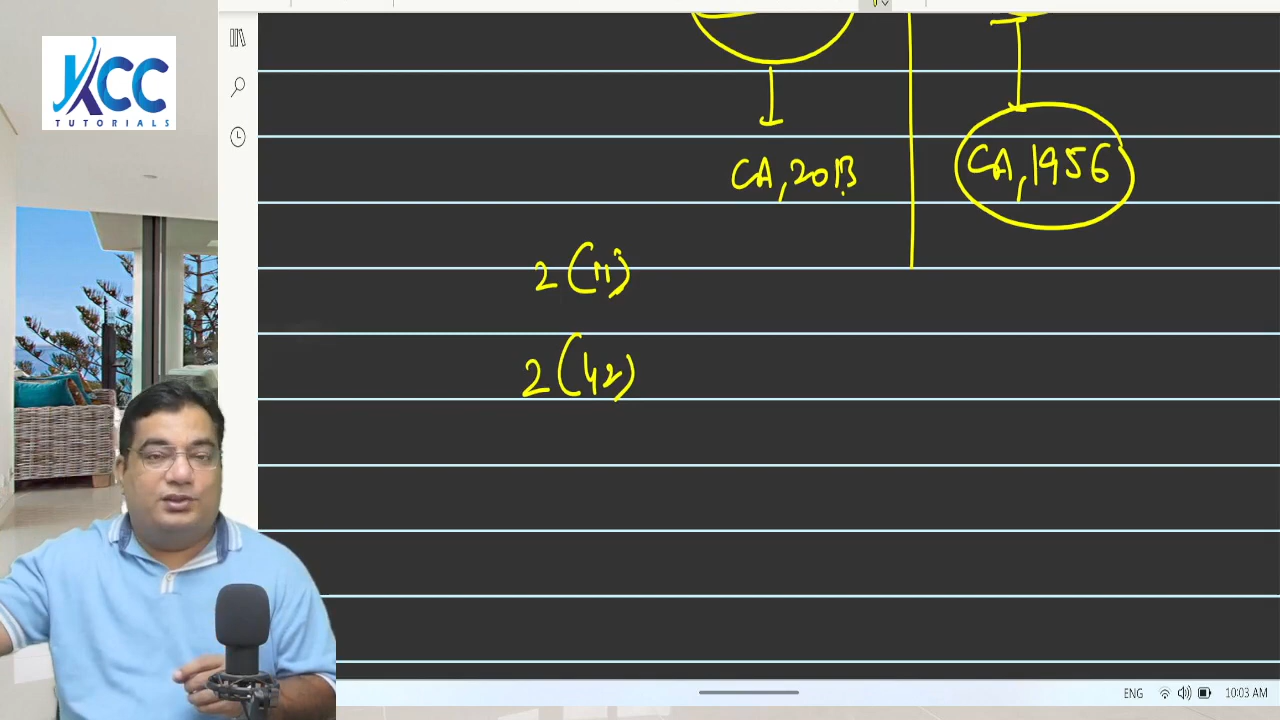 KCC
TUTORIALS
CA, 2013
CA, 1956
2 (11)
2 (42)
ENG
10:03 AM